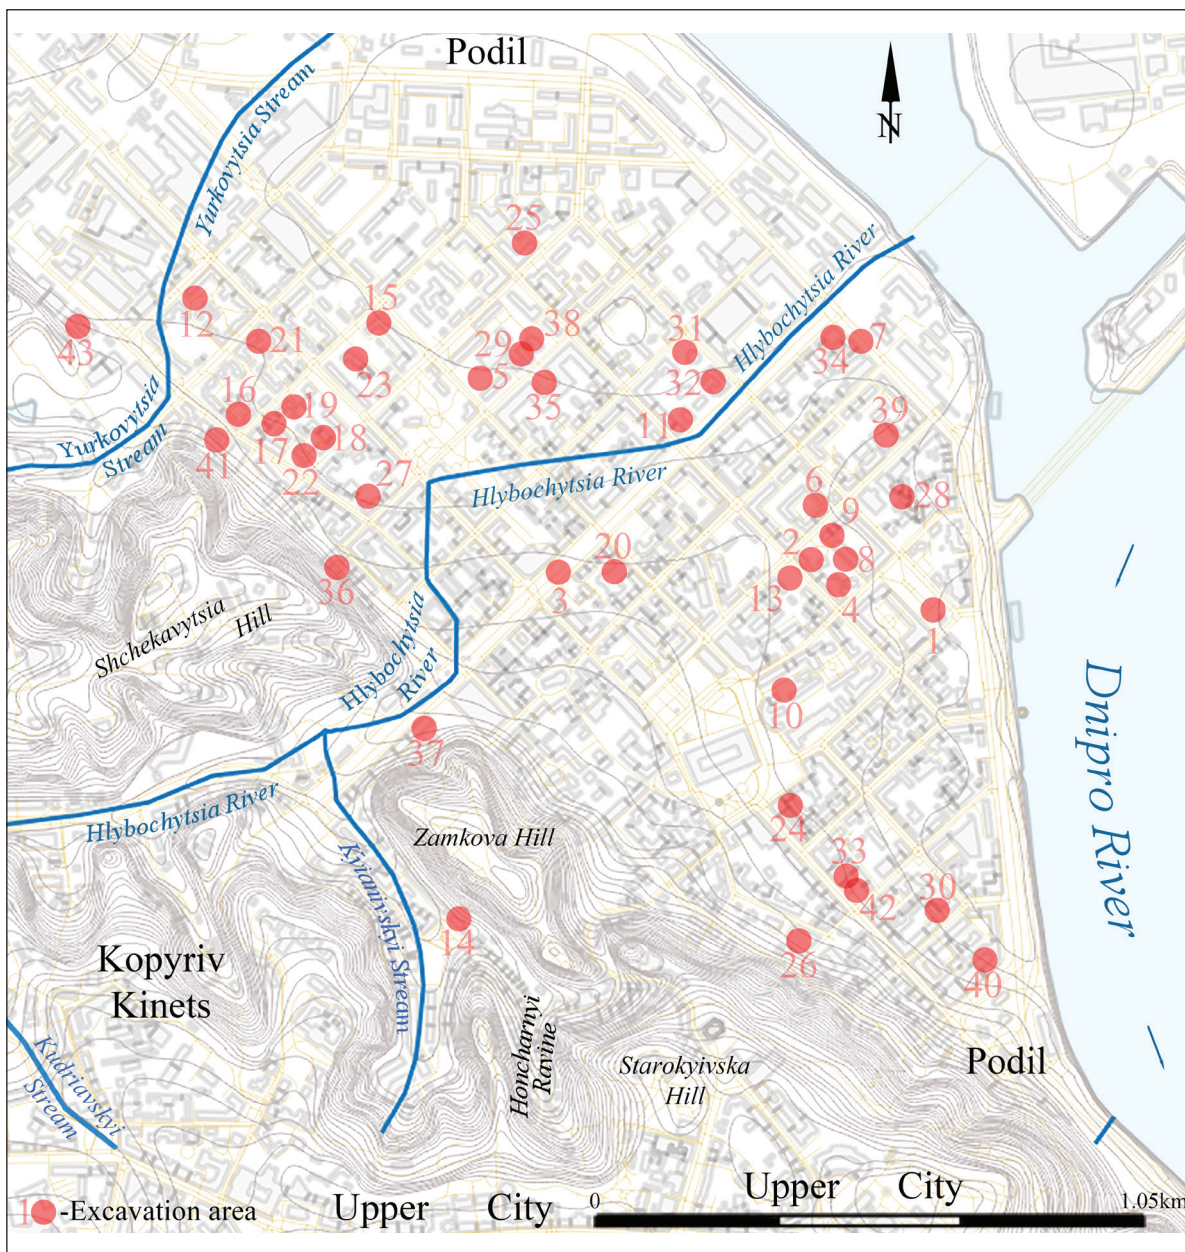 Podil
N
Yurkovytsia Stream
25
Hlybochytsia River
12
15
43
21
38
31
34
7
29
23
5
32
35
16
19
11
39
Yurkovytsia
Stream
17
18
41
22
27
Hlybochytsia River
6
28
9
2
20
8
36
3
13
4
1
Shchekavytsia
Hill
Hlybochytsia
River
10
37
Dnipro River
Hlybochytsia River
24
Zamkova Hill
33
Kyianivskyi Stream
42
30
14
26
40
Kopyriv
Kinets
Honcharnyi
Ravine
Kudriavskyi
Stream
Starokyivska
Hill
Podil
1 -Excavation area
Upper City
Upper City
0
1.05km